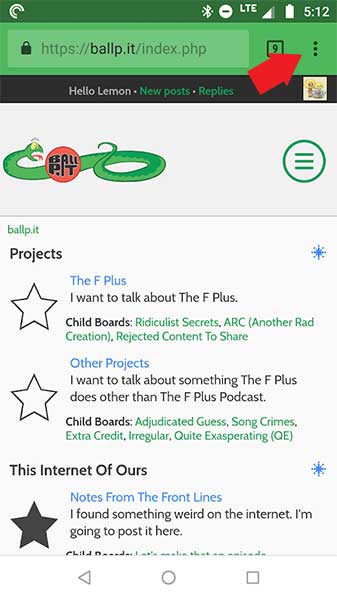 LTE 5:12
https://ballp.it/index.php 9
Hello Lemon • New posts • Replies
BALL
P.IT
ballp.it
Projects
The F Plus
I want to talk about The F Plus.
Child Boards: Ridiculist Secrets, ARC (Another Rad
Creation), Rejected Content To Share
Other Projects
I want to talk about something The F Plus
does other than The F Plus Podcast.
Child Boards: Adjudicated Guess, Song Crimes,
Extra Credit, Irregular, Quite Exasperating (QE)
This Internet Of Ours
Notes From The Front Lines
I found something weird on the internet. I'm
going to post it here.
Child Boards: Let's make that an episode